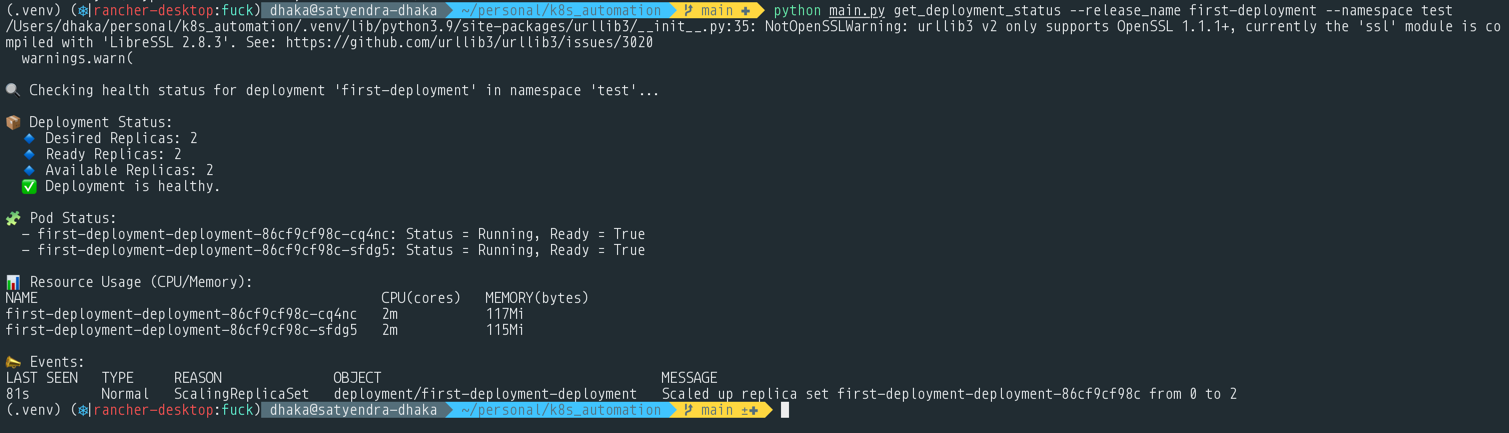 (.venv) (❄|rancher-desktop:fuck) dhaka@satyendra-dhaka ~/personal/k8s_automation main ✚ python main.py get_deployment_status --release_name first-deployment --namespace test
/Users/dhaka/personal/k8s_automation/.venv/lib/python3.9/site-packages/urllib3/__init__.py:35: NotOpenSSLWarning: urllib3 v2 only supports OpenSSL 1.1.1+, currently the 'ssl' module is co
mpiled with 'LibreSSL 2.8.3'. See: https://github.com/urllib3/urllib3/issues/3020
  warnings.warn(
🔍 Checking health status for deployment 'first-deployment' in namespace 'test'...
📦 Deployment Status:
  🔹 Desired Replicas: 2
  🔹 Ready Replicas: 2
  🔹 Available Replicas: 2
  ✅ Deployment is healthy.
🧩 Pod Status:
  - first-deployment-deployment-86cf9cf98c-cq4nc: Status = Running, Ready = True
  - first-deployment-deployment-86cf9cf98c-sfdg5: Status = Running, Ready = True
📊 Resource Usage (CPU/Memory):
NAME CPU(cores) MEMORY(bytes)
first-deployment-deployment-86cf9cf98c-cq4nc 2m 117Mi
first-deployment-deployment-86cf9cf98c-sfdg5 2m 115Mi
📣 Events:
LAST SEEN TYPE REASON OBJECT MESSAGE
81s Normal ScalingReplicaSet deployment/first-deployment-deployment Scaled up replica set first-deployment-deployment-86cf9cf98c from 0 to 2
(.venv) (❄|rancher-desktop:fuck) dhaka@satyendra-dhaka ~/personal/k8s_automation main ±✚